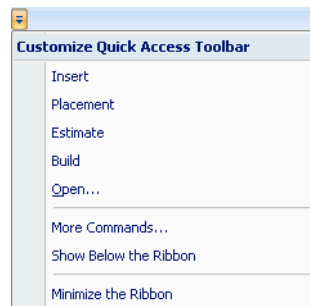 Customize Quick Access Toolbar
Insert
Placement
Estimate
Build
Open...
More Commands...
Show Below the Ribbon
Minimize the Ribbon